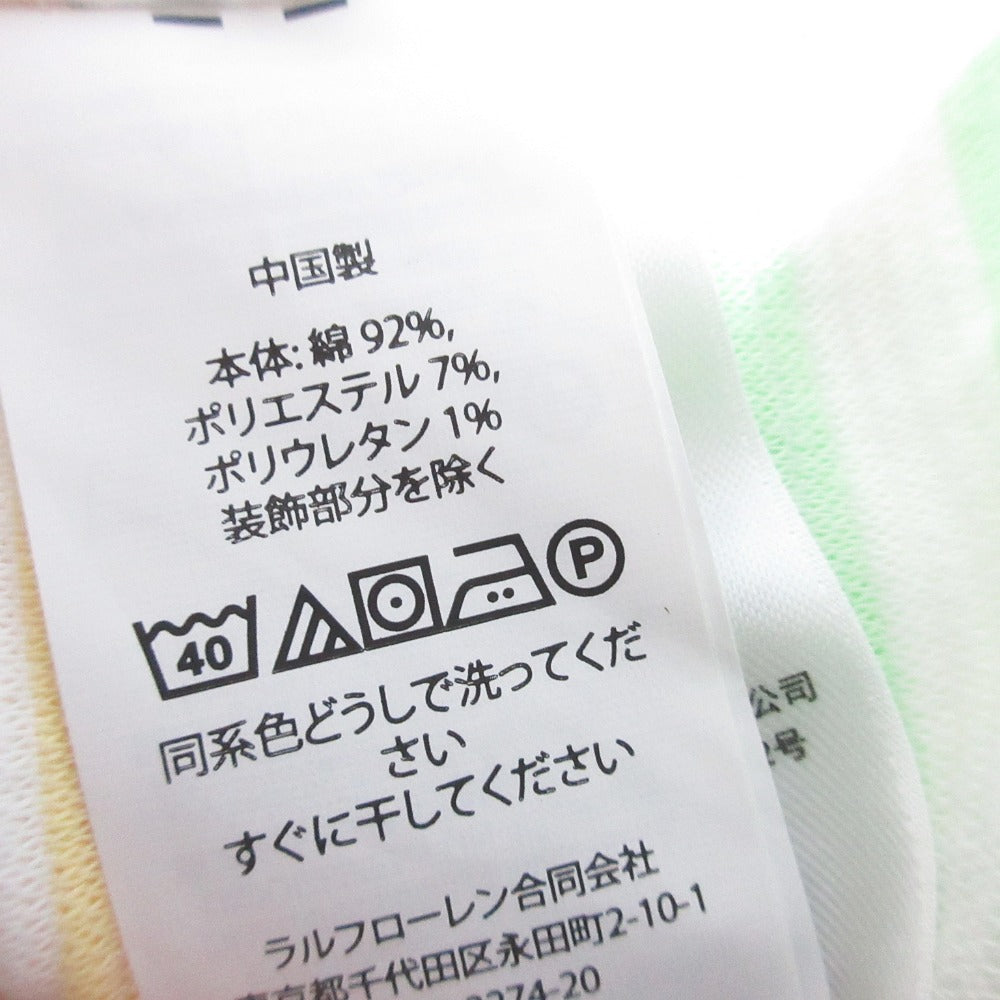 中国製
本体: 綿 92%,
ポリエステル 7%,
ポリウレタン 1%
装飾部分を除く
40 P
同系色どうしで洗ってくだ
さい
すぐに干してください
ラルフローレン合同会社
東京都千代田区永田町2-10-1
274-20
公司
号